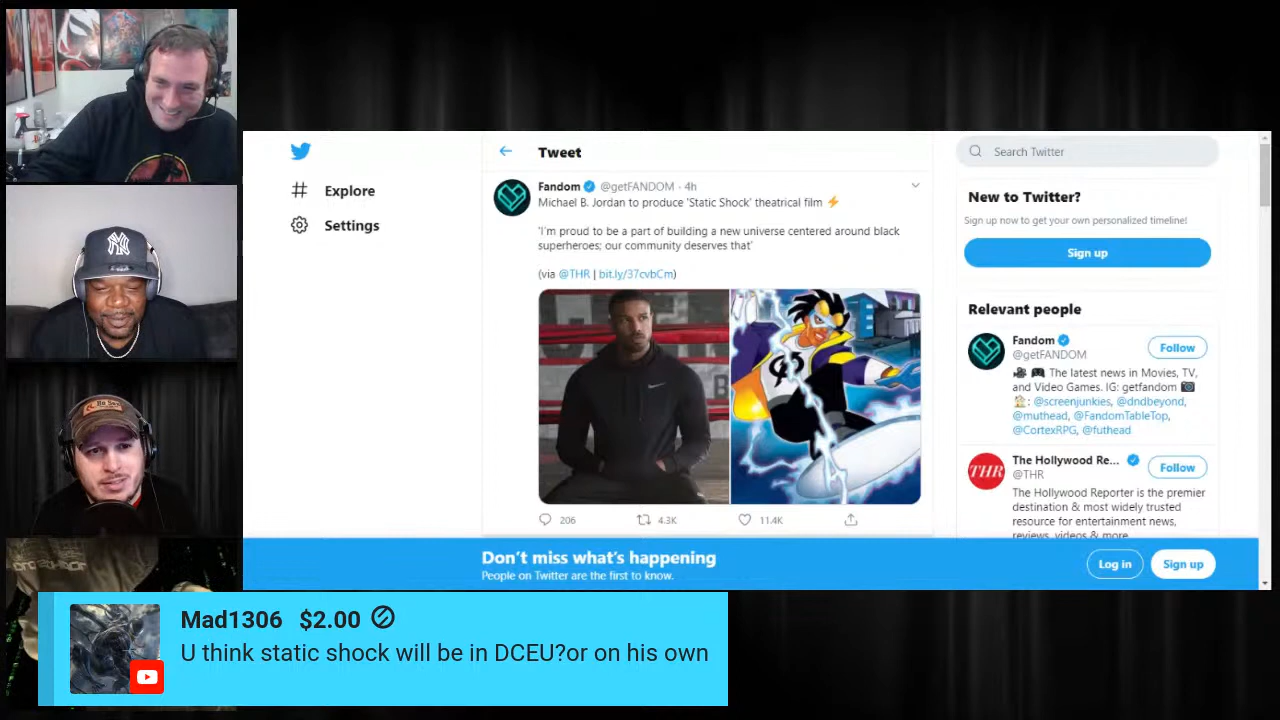 Explore
Settings
Tweet
Fandom @getFANDOM · 4h
Michael B. Jordan to produce 'Static Shock' theatrical film ⚡
'I'm proud to be a part of building a new universe centered around black
superheroes; our community deserves that'
(via @THR | bit.ly/37cvbCm)
206 4.3K 11.4K
Search Twitter
New to Twitter?
Sign up now to get your own personalized timeline!
Sign up
Relevant people
Fandom
@getFANDOM
Follow
🎥 🎮 The latest news in Movies, TV,
and Video Games. IG: getfandom 📷
: @screenjunkies, @dndbeyond,
@muthead, @FandomTableTop,
@CortexRPG, @futhead
THR
The Hollywood Re...
@THR
Follow
The Hollywood Reporter is the premier
destination & most widely trusted
resource for entertainment news,
reviews, videos & more.
Don't miss what's happening
People on Twitter are the first to know.
Log in
Sign up
Mad1306 $2.00
U think static shock will be in DCEU?or on his own